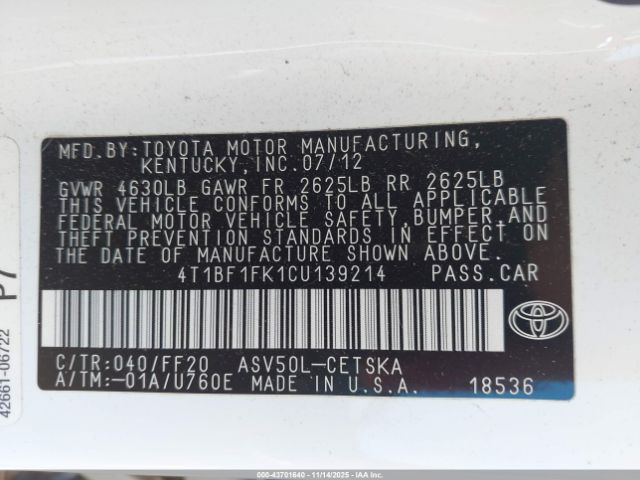 MFD.BY:TOYOTA MOTOR MANUFACTURING,
KENTUCKY,INC.07/12
GVWR 4630LB GAWR FR 2625LB RR 2625LB
THIS VEHICLE CONFORMS TO ALL APPLICABLE
FEDERAL MOTOR VEHICLE SAFETY,BUMPER,AND
THEFT PREVENTION STANDARDS IN EFFECT ON
THE DATE OF MANUFACTURE SHOWN ABOVE.
4T1BF1FK1CU139214 PASS.CAR
C/TR:040/FF20 ASV50L-CETSKA
A/TM:-01A/U760E MADE IN U.S.A. 18536
42661-06722 P7
000-43701640 - 11/14/2025 - IAAI.COM